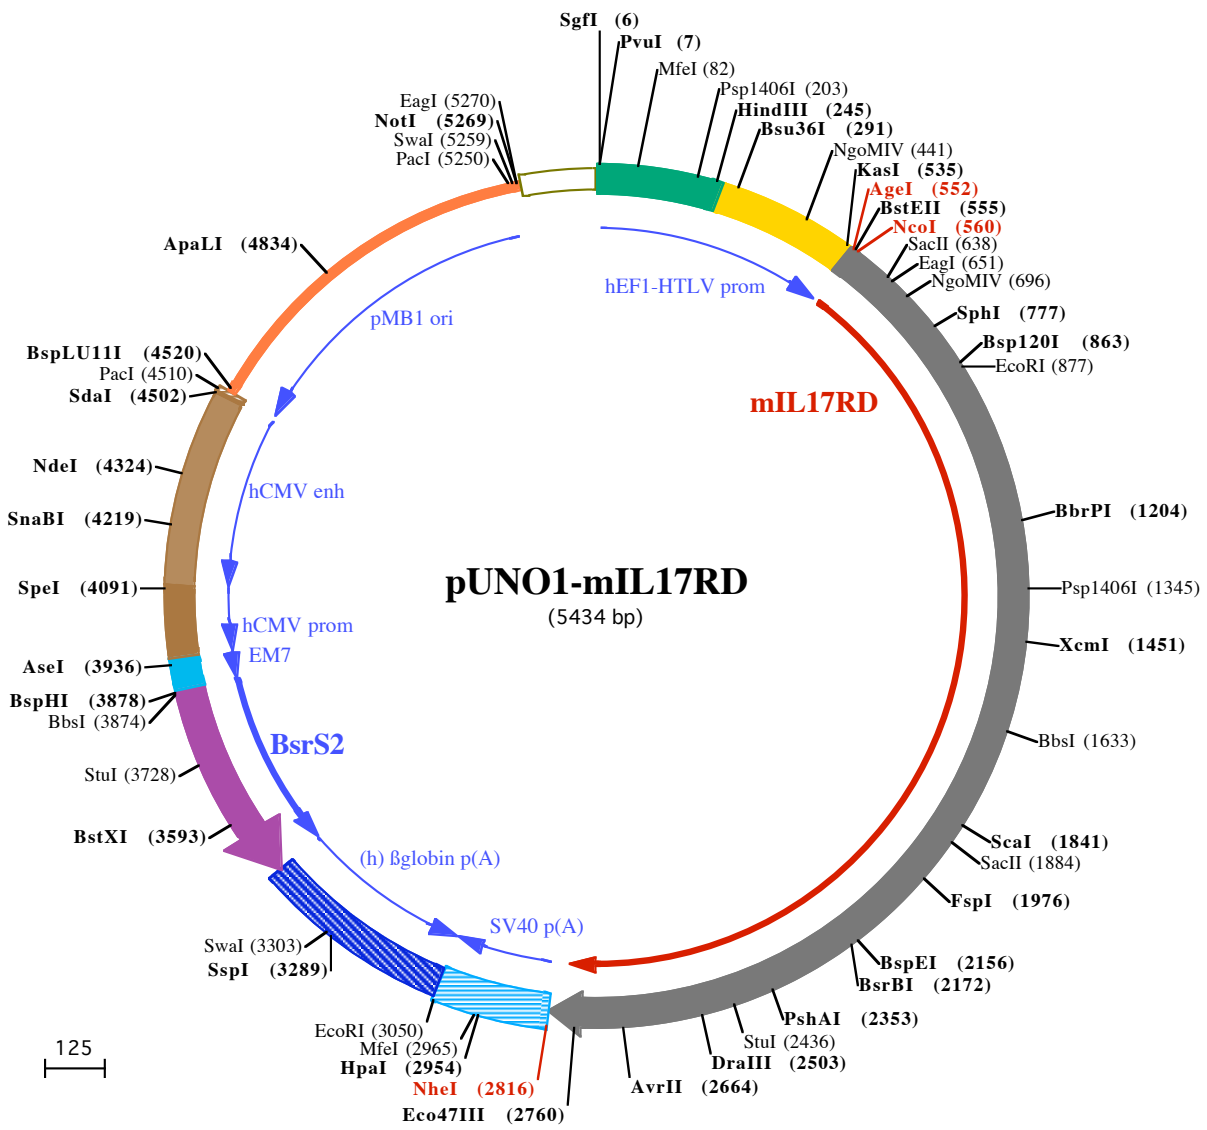 SgfI (6)
PvuI (7)
MfeI (82)
Psp1406I (203)
HindIII (245)
Bsu36I (291)
NgoMIV (441)
KasI (535)
AgeI (552)
BstEII (555)
NcoI (560)
SacII (638)
EagI (651)
NgoMIV (696)
SphI (777)
Bsp120I (863)
EcoRI (877)
BbrPI (1204)
Psp1406I (1345)
XcmI (1451)
BbsI (1633)
ScaI (1841)
SacII (1884)
FspI (1976)
BspEI (2156)
BsrBI (2172)
PshAI (2353)
StuI (2436)
DraIII (2503)
AvrII (2664)
Eco47III (2760)
NheI (2816)
HpaI (2954)
MfeI (2965)
EcoRI (3050)
SspI (3289)
SwaI (3303)
BstXI (3593)
StuI (3728)
BbsI (3874)
BspHI (3878)
AseI (3936)
SpeI (4091)
SnaBI (4219)
NdeI (4324)
SdaI (4502)
PacI (4510)
BspLU11I (4520)
ApaLI (4834)
PacI (5250)
SwaI (5259)
NotI (5269)
EagI (5270)
hEF1-HTLV prom
pMB1 ori
mIL17RD
hCMV enh
pUNO1-mIL17RD
(5434 bp)
hCMV prom
EM7
BsrS2
(h) ßglobin p(A)
SV40 p(A)
125